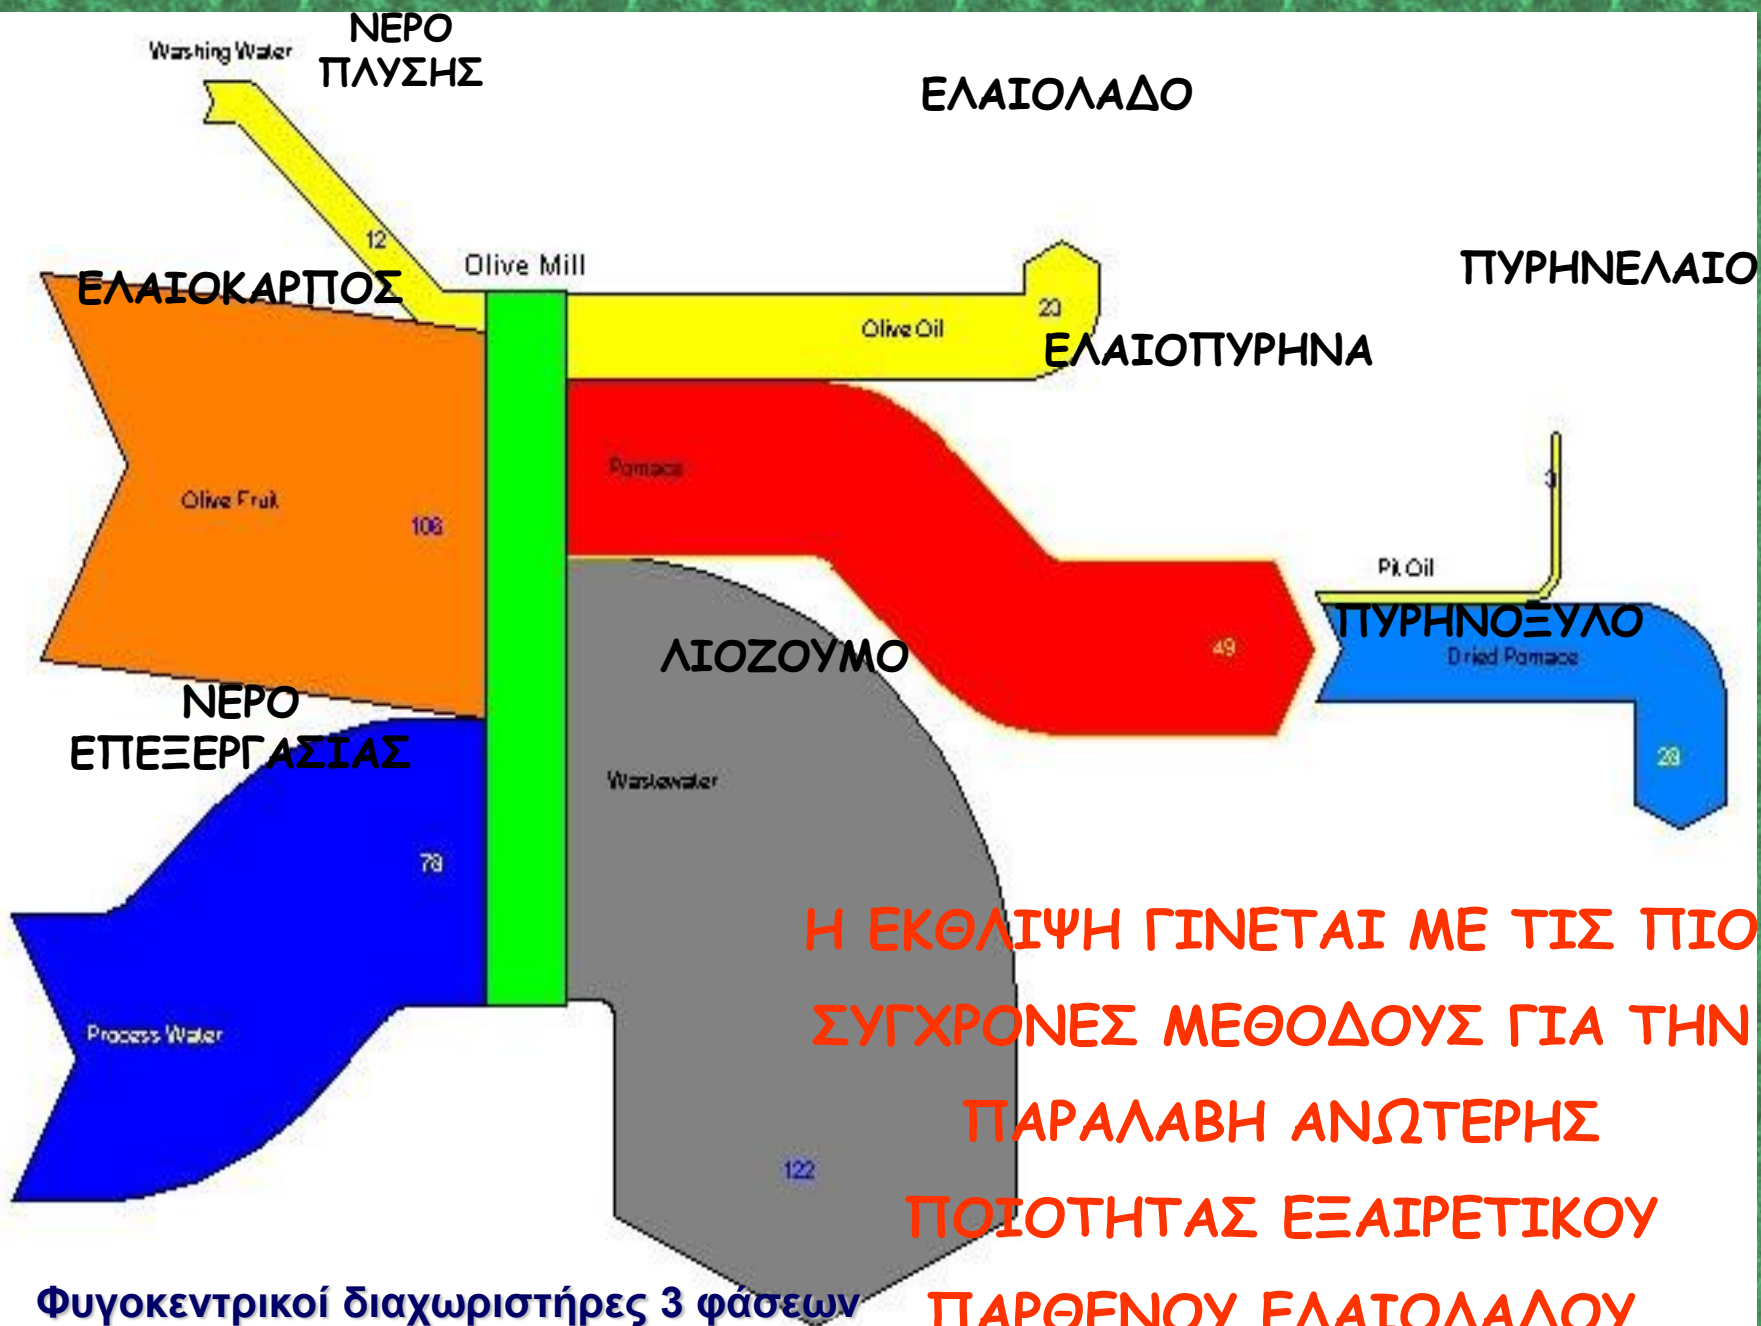 Washing Water
ΝΕΡΟ
ΠΛΥΣΗΣ
ΕΛΑΙΟΛΑΔΟ
12
Olive Mill
ΠΥΡΗΝΕΛΑΙΟ
ΕΛΑΙΟΚΑΡΠΟΣ
Olive Oil
ΕΛΑΙΟΠΥΡΗΝΑ
Pomace
3
Olive Fruit
106
Pit Oil
ΠΥΡΗΝΟΞΥΛΟ
ΛΙΟΖΟΥΜΟ
49
Dried Pomace
ΝΕΡΟ
ΕΠΕΞΕΡΓΑΣΙΑΣ
Wastewater
28
78
Process Water
122
Η ΕΚΘΛΙΨΗ ΓΙΝΕΤΑΙ ΜΕ ΤΙΣ ΠΙΟ
ΣΥΓΧΡΟΝΕΣ ΜΕΘΟΔΟΥΣ ΓΙΑ ΤΗΝ
ΠΑΡΑΛΑΒΗ ΑΝΩΤΕΡΗΣ
ΠΟΙΟΤΗΤΑΣ ΕΞΑΙΡΕΤΙΚΟΥ
ΠΑΡΘΕΝΟΥ ΕΛΑΙΟΛΑΔΟΥ
Φυγοκεντρικοί διαχωριστήρες 3 φάσεων